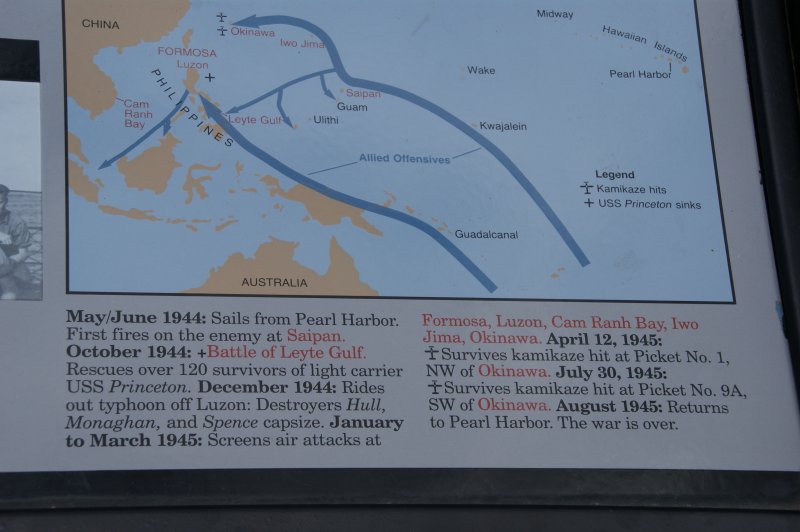 CHINA
Okinawa
Iwo Jima
Midway
Hawaiian Islands
Pearl Harbor
FORMOSA
Luzon
PHILIPPINES
Wake
Saipan
Guam
Cam
Ranh
Bay
Leyte Gulf
Ulithi
Kwajalein
Allied Offensives
Legend
Kamikaze hits
+ USS Princeton sinks
Guadalcanal
AUSTRALIA
May/June 1944: Sails from Pearl Harbor.
First fires on the enemy at Saipan.
October 1944: +Battle of Leyte Gulf.
Rescues over 120 survivors of light carrier
USS Princeton. December 1944: Rides
out typhoon off Luzon: Destroyers Hull,
Monaghan, and Spence capsize. January
to March 1945: Screens air attacks at
Formosa, Luzon, Cam Ranh Bay, Iwo
Jima, Okinawa. April 12, 1945:
Survives kamikaze hit at Picket No. 1,
NW of Okinawa. July 30, 1945:
Survives kamikaze hit at Picket No. 9A,
SW of Okinawa. August 1945: Returns
to Pearl Harbor. The war is over.